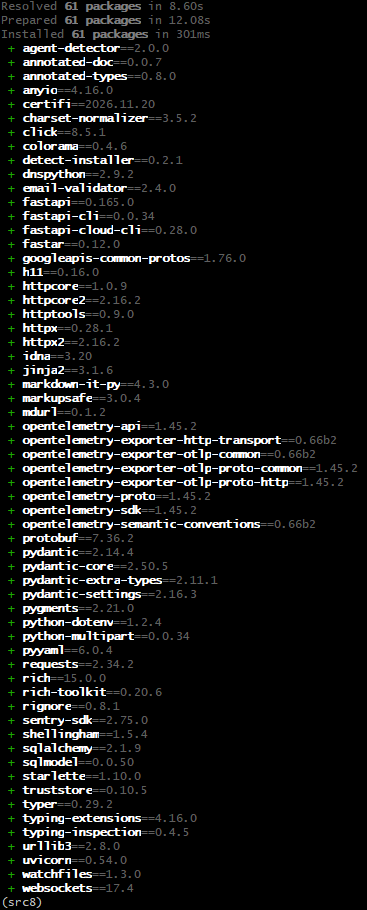 Resolved 61 packages in 8.60s
Prepared 61 packages in 12.08s
Installed 61 packages in 301ms
+ agent-detector==2.0.0
+ annotated-doc==0.0.7
+ annotated-types==0.8.0
+ anyio==4.16.0
+ certifi==2026.11.20
+ charset-normalizer==3.5.2
+ click==8.5.1
+ colorama==0.4.6
+ detect-installer==0.2.1
+ dnspython==2.9.2
+ email-validator==2.4.0
+ fastapi==0.165.0
+ fastapi-cli==0.0.34
+ fastapi-cloud-cli==0.28.0
+ fastar==0.12.0
+ googleapis-common-protos==1.76.0
+ h11==0.16.0
+ httpcore==1.0.9
+ httpcore2==2.16.2
+ httptools==0.9.0
+ httpx==0.28.1
+ httpx2==2.16.2
+ idna==3.20
+ jinja2==3.1.6
+ markdown-it-py==4.3.0
+ markupsafe==3.0.4
+ mdurl==0.1.2
+ opentelemetry-api==1.45.2
+ opentelemetry-exporter-http-transport==0.66b2
+ opentelemetry-exporter-otlp-common==0.66b2
+ opentelemetry-exporter-otlp-proto-common==1.45.2
+ opentelemetry-exporter-otlp-proto-http==1.45.2
+ opentelemetry-proto==1.45.2
+ opentelemetry-sdk==1.45.2
+ opentelemetry-semantic-conventions==0.66b2
+ protobuf==7.36.2
+ pydantic==2.14.4
+ pydantic-core==2.50.5
+ pydantic-extra-types==2.11.1
+ pydantic-settings==2.16.3
+ pygments==2.21.0
+ python-dotenv==1.2.4
+ python-multipart==0.0.34
+ pyyaml==6.0.4
+ requests==2.34.2
+ rich==15.0.0
+ rich-toolkit==0.20.6
+ rignore==0.8.1
+ sentry-sdk==2.75.0
+ shellingham==1.5.4
+ sqlalchemy==2.1.9
+ sqlmodel==0.0.50
+ starlette==1.10.0
+ truststore==0.10.5
+ typer==0.29.2
+ typing-extensions==4.16.0
+ typing-inspection==0.4.5
+ urllib3==2.8.0
+ uvicorn==0.54.0
+ watchfiles==1.3.0
+ websockets==17.4
(src8)